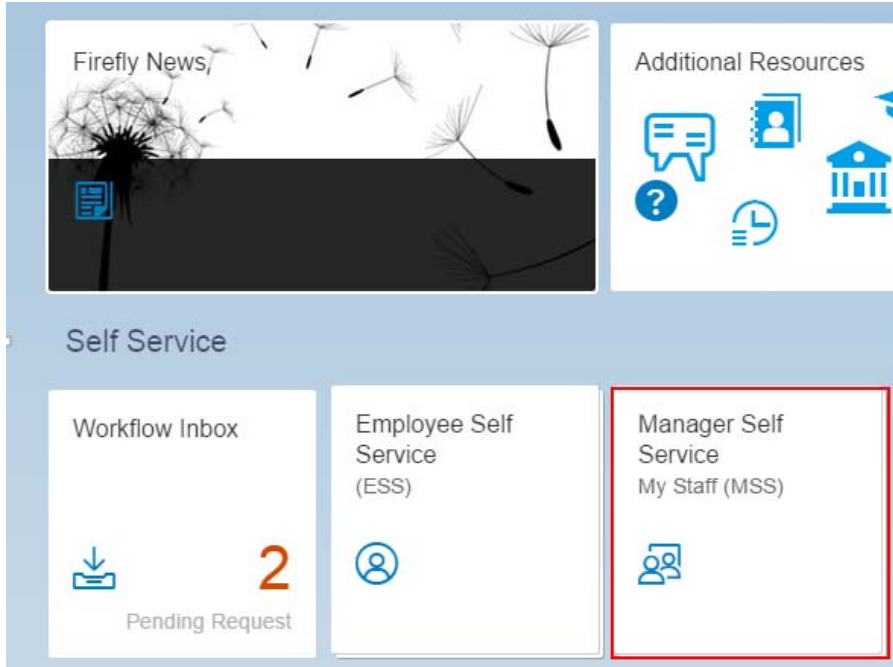 Firefly News
Additional Resources
?
Self Service
Workflow Inbox
2
Pending Request
Employee Self
Service
(ESS)
Manager Self
Service
My Staff (MSS)